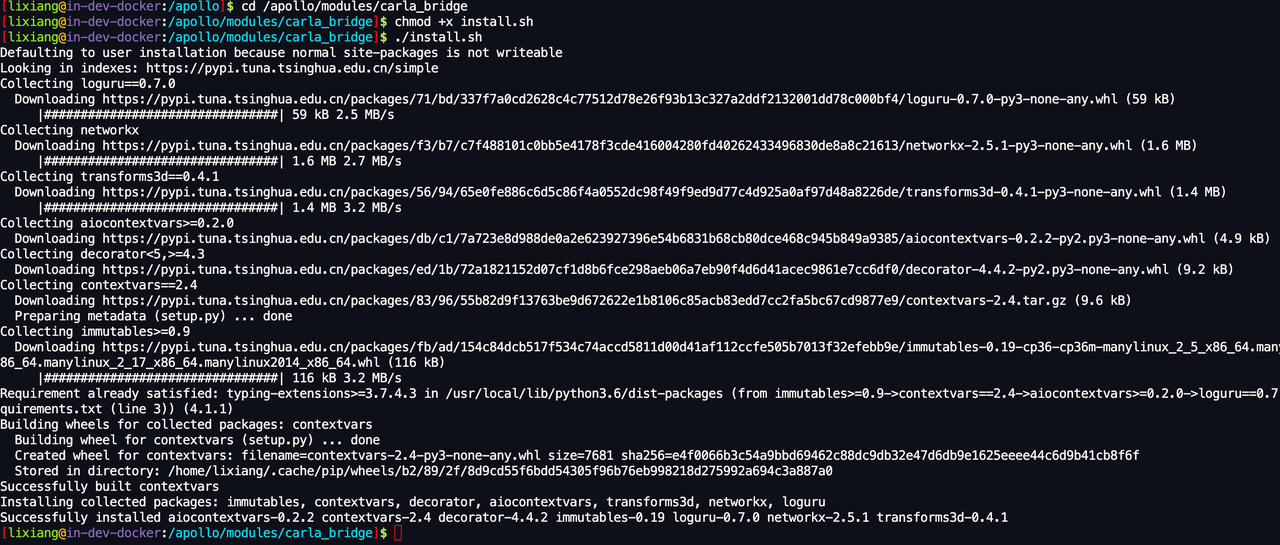 [lixiang@in-dev-docker:/apollo]$ cd /apollo/modules/carla_bridge
[lixiang@in-dev-docker:/apollo/modules/carla_bridge]$ chmod +x install.sh
[lixiang@in-dev-docker:/apollo/modules/carla_bridge]$ ./install.sh
Defaulting to user installation because normal site-packages is not writeable
Looking in indexes: https://pypi.tuna.tsinghua.edu.cn/simple
Collecting loguru==0.7.0
  Downloading https://pypi.tuna.tsinghua.edu.cn/packages/71/bd/337f7a0cd2628c4c77512d78e26f93b13c327a2ddf2132001dd78c000bf4/loguru-0.7.0-py3-none-any.whl (59 kB)
     |################################| 59 kB 2.5 MB/s
Collecting networkx
  Downloading https://pypi.tuna.tsinghua.edu.cn/packages/f3/b7/c7f488101c0bb5e4178f3cde416004280fd40262433496830de8a8c21613/networkx-2.5.1-py3-none-any.whl (1.6 MB)
     |################################| 1.6 MB 2.7 MB/s
Collecting transforms3d==0.4.1
  Downloading https://pypi.tuna.tsinghua.edu.cn/packages/56/94/65e0fe886c6d5c86f4a0552dc98f49f9ed9d77c4d925a0af97d48a8226de/transforms3d-0.4.1-py3-none-any.whl (1.4 MB)
     |################################| 1.4 MB 3.2 MB/s
Collecting aiocontextvars>=0.2.0
  Downloading https://pypi.tuna.tsinghua.edu.cn/packages/db/c1/7a723e8d988de0a2e623927396e54b6831b68cb80dce468c945b849a9385/aiocontextvars-0.2.2-py2.py3-none-any.whl (4.9 kB)
Collecting decorator<5,>=4.3
  Downloading https://pypi.tuna.tsinghua.edu.cn/packages/ed/1b/72a1821152d07cf1d8b6fce298aeb06a7eb90f4d6d41acec9861e7cc6df0/decorator-4.4.2-py2.py3-none-any.whl (9.2 kB)
Collecting contextvars==2.4
  Downloading https://pypi.tuna.tsinghua.edu.cn/packages/83/96/55b82d9f13763be9d672622e1b8106c85acb83edd7cc2fa5bc67cd9877e9/contextvars-2.4.tar.gz (9.6 kB)
  Preparing metadata (setup.py) ... done
Collecting immutables>=0.9
  Downloading https://pypi.tuna.tsinghua.edu.cn/packages/fb/ad/154c84dcb517f534c74accd5811d00d41af112ccfe505b7013f32efebb9e/immutables-0.19-cp36-cp36m-manylinux_2_5_x86_64.many
86_64.manylinux_2_17_x86_64.manylinux2014_x86_64.whl (116 kB)
     |################################| 116 kB 3.2 MB/s
Requirement already satisfied: typing-extensions>=3.7.4.3 in /usr/local/lib/python3.6/dist-packages (from immutables>=0.9->contextvars==2.4->aiocontextvars>=0.2.0->loguru==0.7
quirements.txt (line 3)) (4.1.1)
Building wheels for collected packages: contextvars
  Building wheel for contextvars (setup.py) ... done
  Created wheel for contextvars: filename=contextvars-2.4-py3-none-any.whl size=7681 sha256=e4f0066b3c54a9bbd69462c88dc9db32e47d6db9e1625eeee44c6d9b41cb8f6f
  Stored in directory: /home/lixiang/.cache/pip/wheels/b2/89/2f/8d9cd55f6bdd54305f96b76eb998218d275992a694c3a887a0
Successfully built contextvars
Installing collected packages: immutables, contextvars, decorator, aiocontextvars, transforms3d, networkx, loguru
Successfully installed aiocontextvars-0.2.2 contextvars-2.4 decorator-4.4.2 immutables-0.19 loguru-0.7.0 networkx-2.5.1 transforms3d-0.4.1
[lixiang@in-dev-docker:/apollo/modules/carla_bridge]$